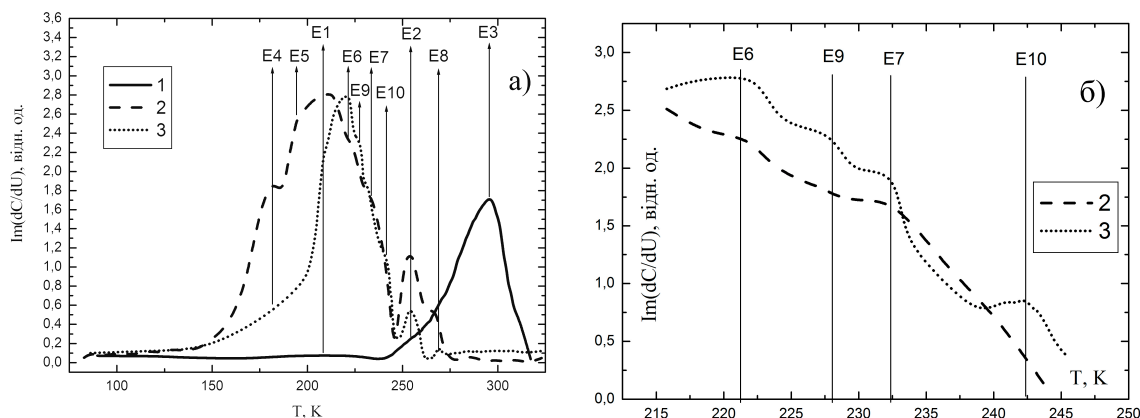 3,6
3,4
3,2
3,0
2,8
2,6
2,4
2,2
2,0
1,8
1,6
1,4
1,2
1,0
0,8
0,6
0,4
0,2
0,0
Im(dC/dU), відн. од.
1
2
3
E4
E5
E1
E6
E9
E7
E10
E2
E8
E3
а)
100
150
200
250
300
T, K
3,0
2,5
2,0
1,5
1,0
0,5
0,0
Im(dC/dU), відн. од.
E6
E9
E7
E10
б)
2
3
T, K
215
220
225
230
235
240
245
250